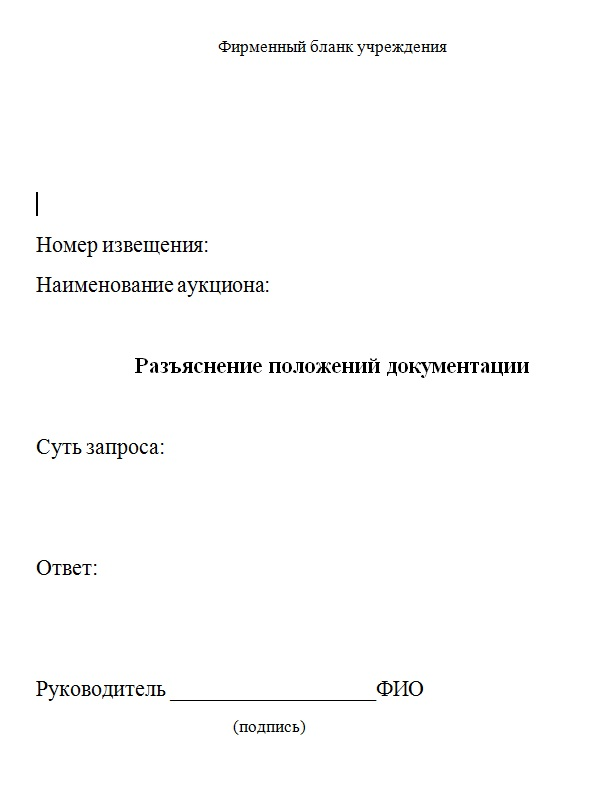 Фирменный бланк учреждения
Номер извещения:
Наименование аукциона:
Разъяснение положений документации
Суть запроса:
Ответ:
Руководитель ___________________ФИО
(подпись)